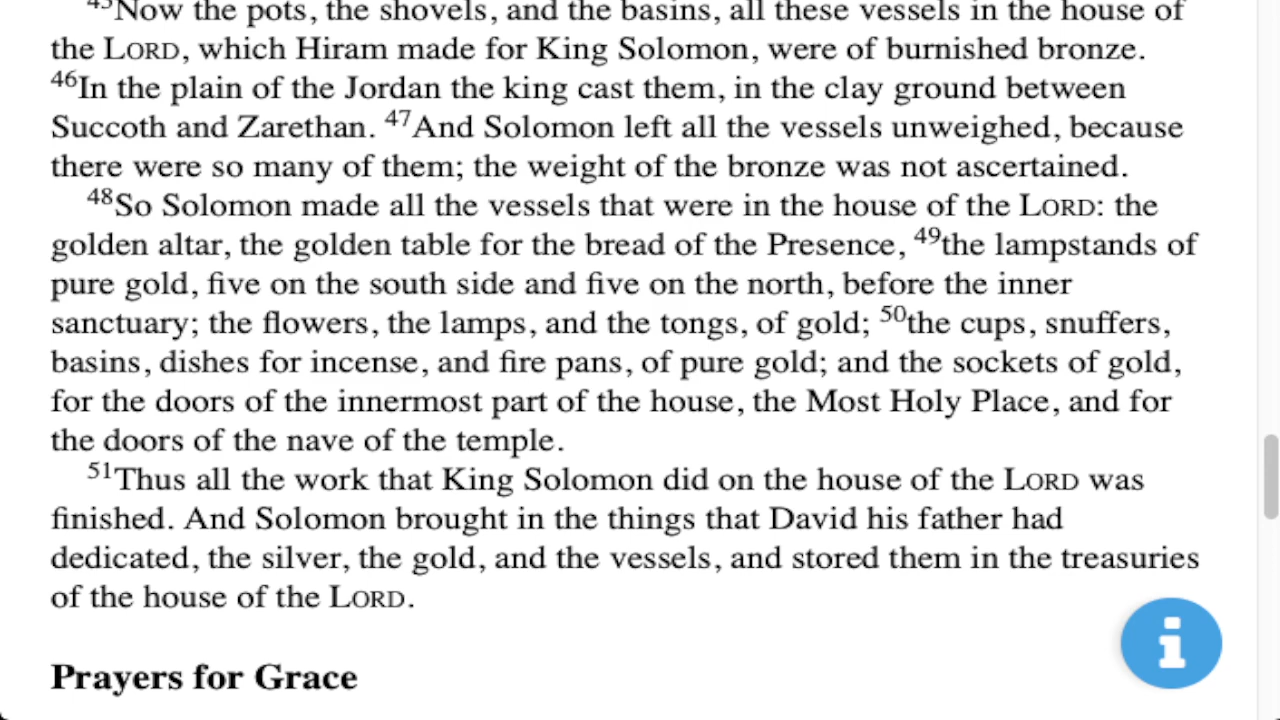 45Now the pots, the shovels, and the basins, all these vessels in the house of
the LORD, which Hiram made for King Solomon, were of burnished bronze.
46In the plain of the Jordan the king cast them, in the clay ground between
Succoth and Zarethan. 47And Solomon left all the vessels unweighed, because
there were so many of them; the weight of the bronze was not ascertained.
48So Solomon made all the vessels that were in the house of the LORD: the
golden altar, the golden table for the bread of the Presence, 49the lampstands of
pure gold, five on the south side and five on the north, before the inner
sanctuary; the flowers, the lamps, and the tongs, of gold; 50the cups, snuffers,
basins, dishes for incense, and fire pans, of pure gold; and the sockets of gold,
for the doors of the innermost part of the house, the Most Holy Place, and for
the doors of the nave of the temple.
51Thus all the work that King Solomon did on the house of the LORD was
finished. And Solomon brought in the things that David his father had
dedicated, the silver, the gold, and the vessels, and stored them in the treasuries
of the house of the LORD.
Prayers for Grace